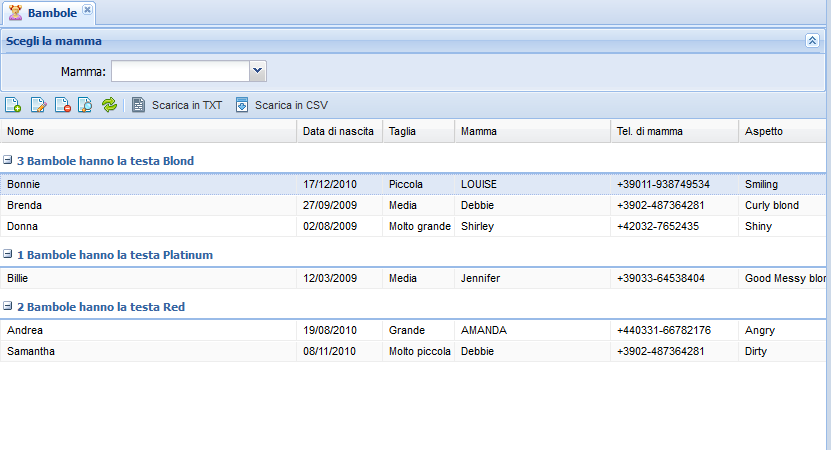 Bambole
Scegli la mamma
Mamma:
Scarica in TXT Scarica in CSV
Nome Data di nascita Taglia Mamma Tel. di mamma Aspetto
3 Bambole hanno la testa Blond
Bonnie 17/12/2010 Piccola LOUISE +39011-938749534 Smiling
Brenda 27/09/2009 Media Debbie +3902-487364281 Curly blond
Donna 02/08/2009 Molto grande Shirley +42032-7652435 Shiny
1 Bambole hanno la testa Platinum
Billie 12/03/2009 Media Jennifer +39033-64538404 Good Messy blon
2 Bambole hanno la testa Red
Andrea 19/08/2010 Grande AMANDA +440331-66782176 Angry
Samantha 08/11/2010 Molto piccola Debbie +3902-487364281 Dirty